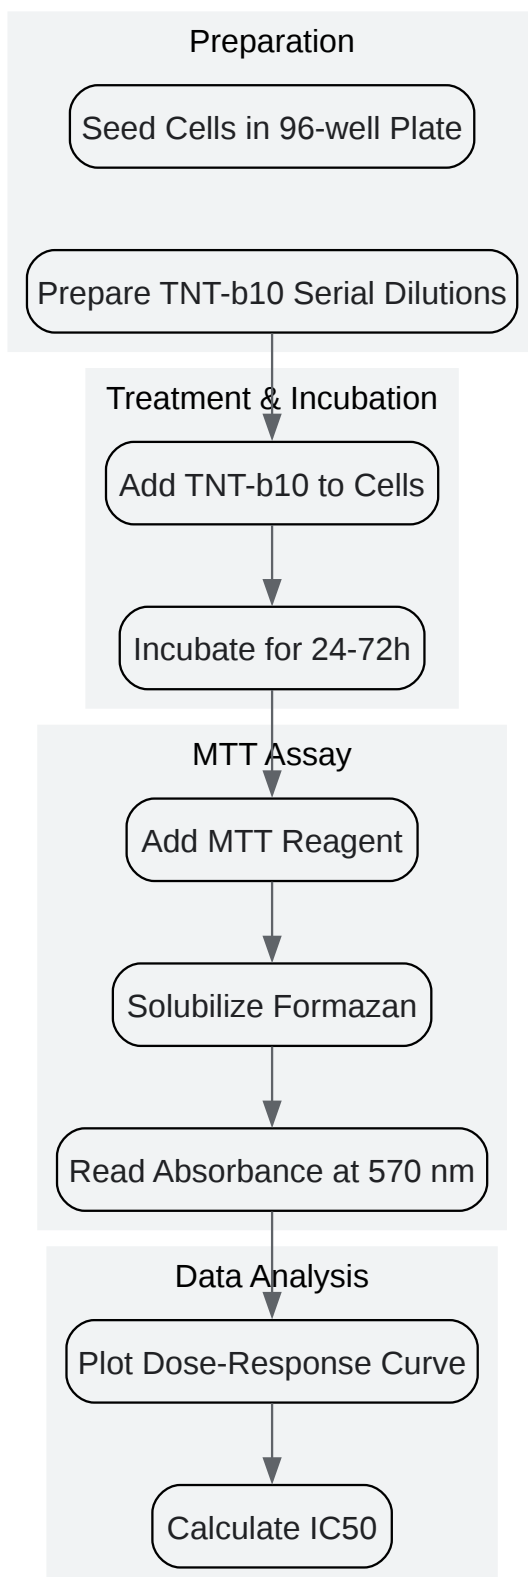 Preparation
Seed Cells in 96-well Plate
Prepare TNT-b10 Serial Dilutions
Treatment & Incubation
Add TNT-b10 to Cells
Incubate for 24-72h
MTT Assay
Add MTT Reagent
Solubilize Formazan
Read Absorbance at 570 nm
Data Analysis
Plot Dose-Response Curve
Calculate IC50